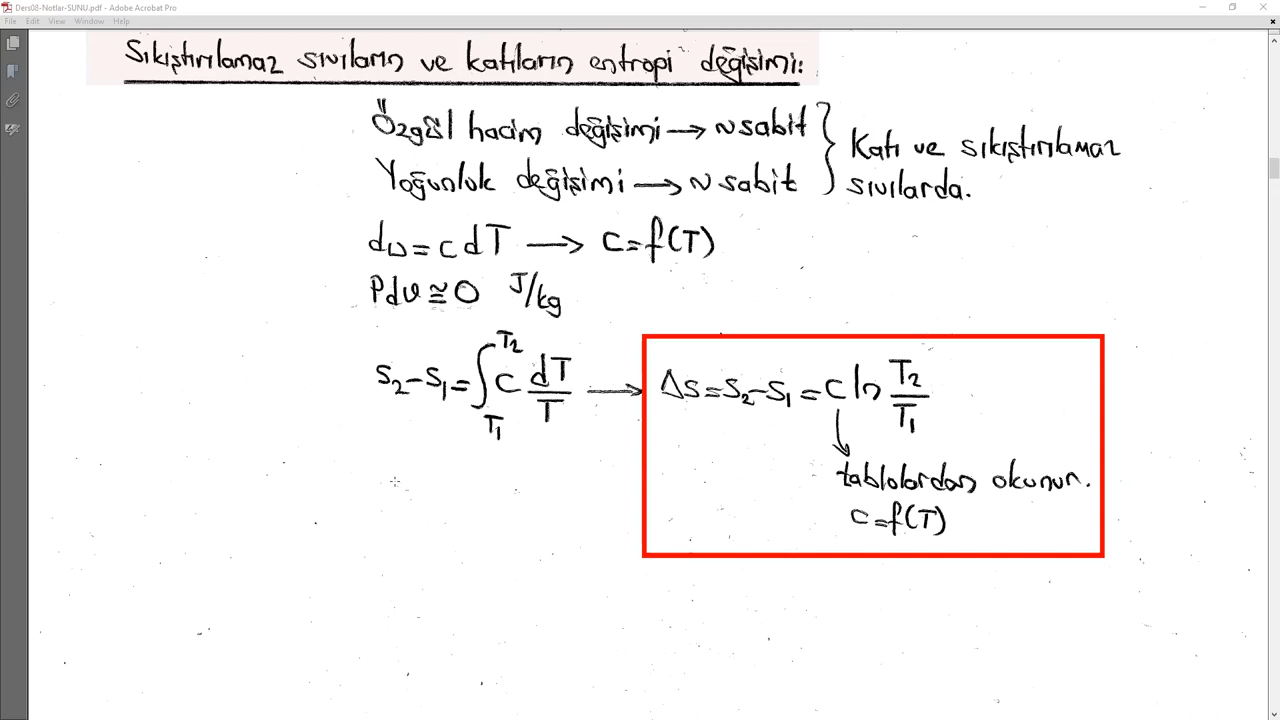 Ders08-Notlar-SUNU.pdf - Adobe Acrobat Pro
File Edit View Window Help
Sıkıştırılamaz sıvıların ve katıların entropi değişimi:
Özgül hacim değişimi → ~ sabit
Yoğunluk değişimi → ~ sabit
Katı ve sıkıştırılamaz
sıvılarda.
du = c dT → c = f(T)
Pdv ≅ 0 J/kg
S₂ - S₁ = ∫_{T₁}^{T₂} c dT/T → ΔS = S₂ - S₁ = c ln T₂/T₁
tablolardan okunur.
c = f(T)